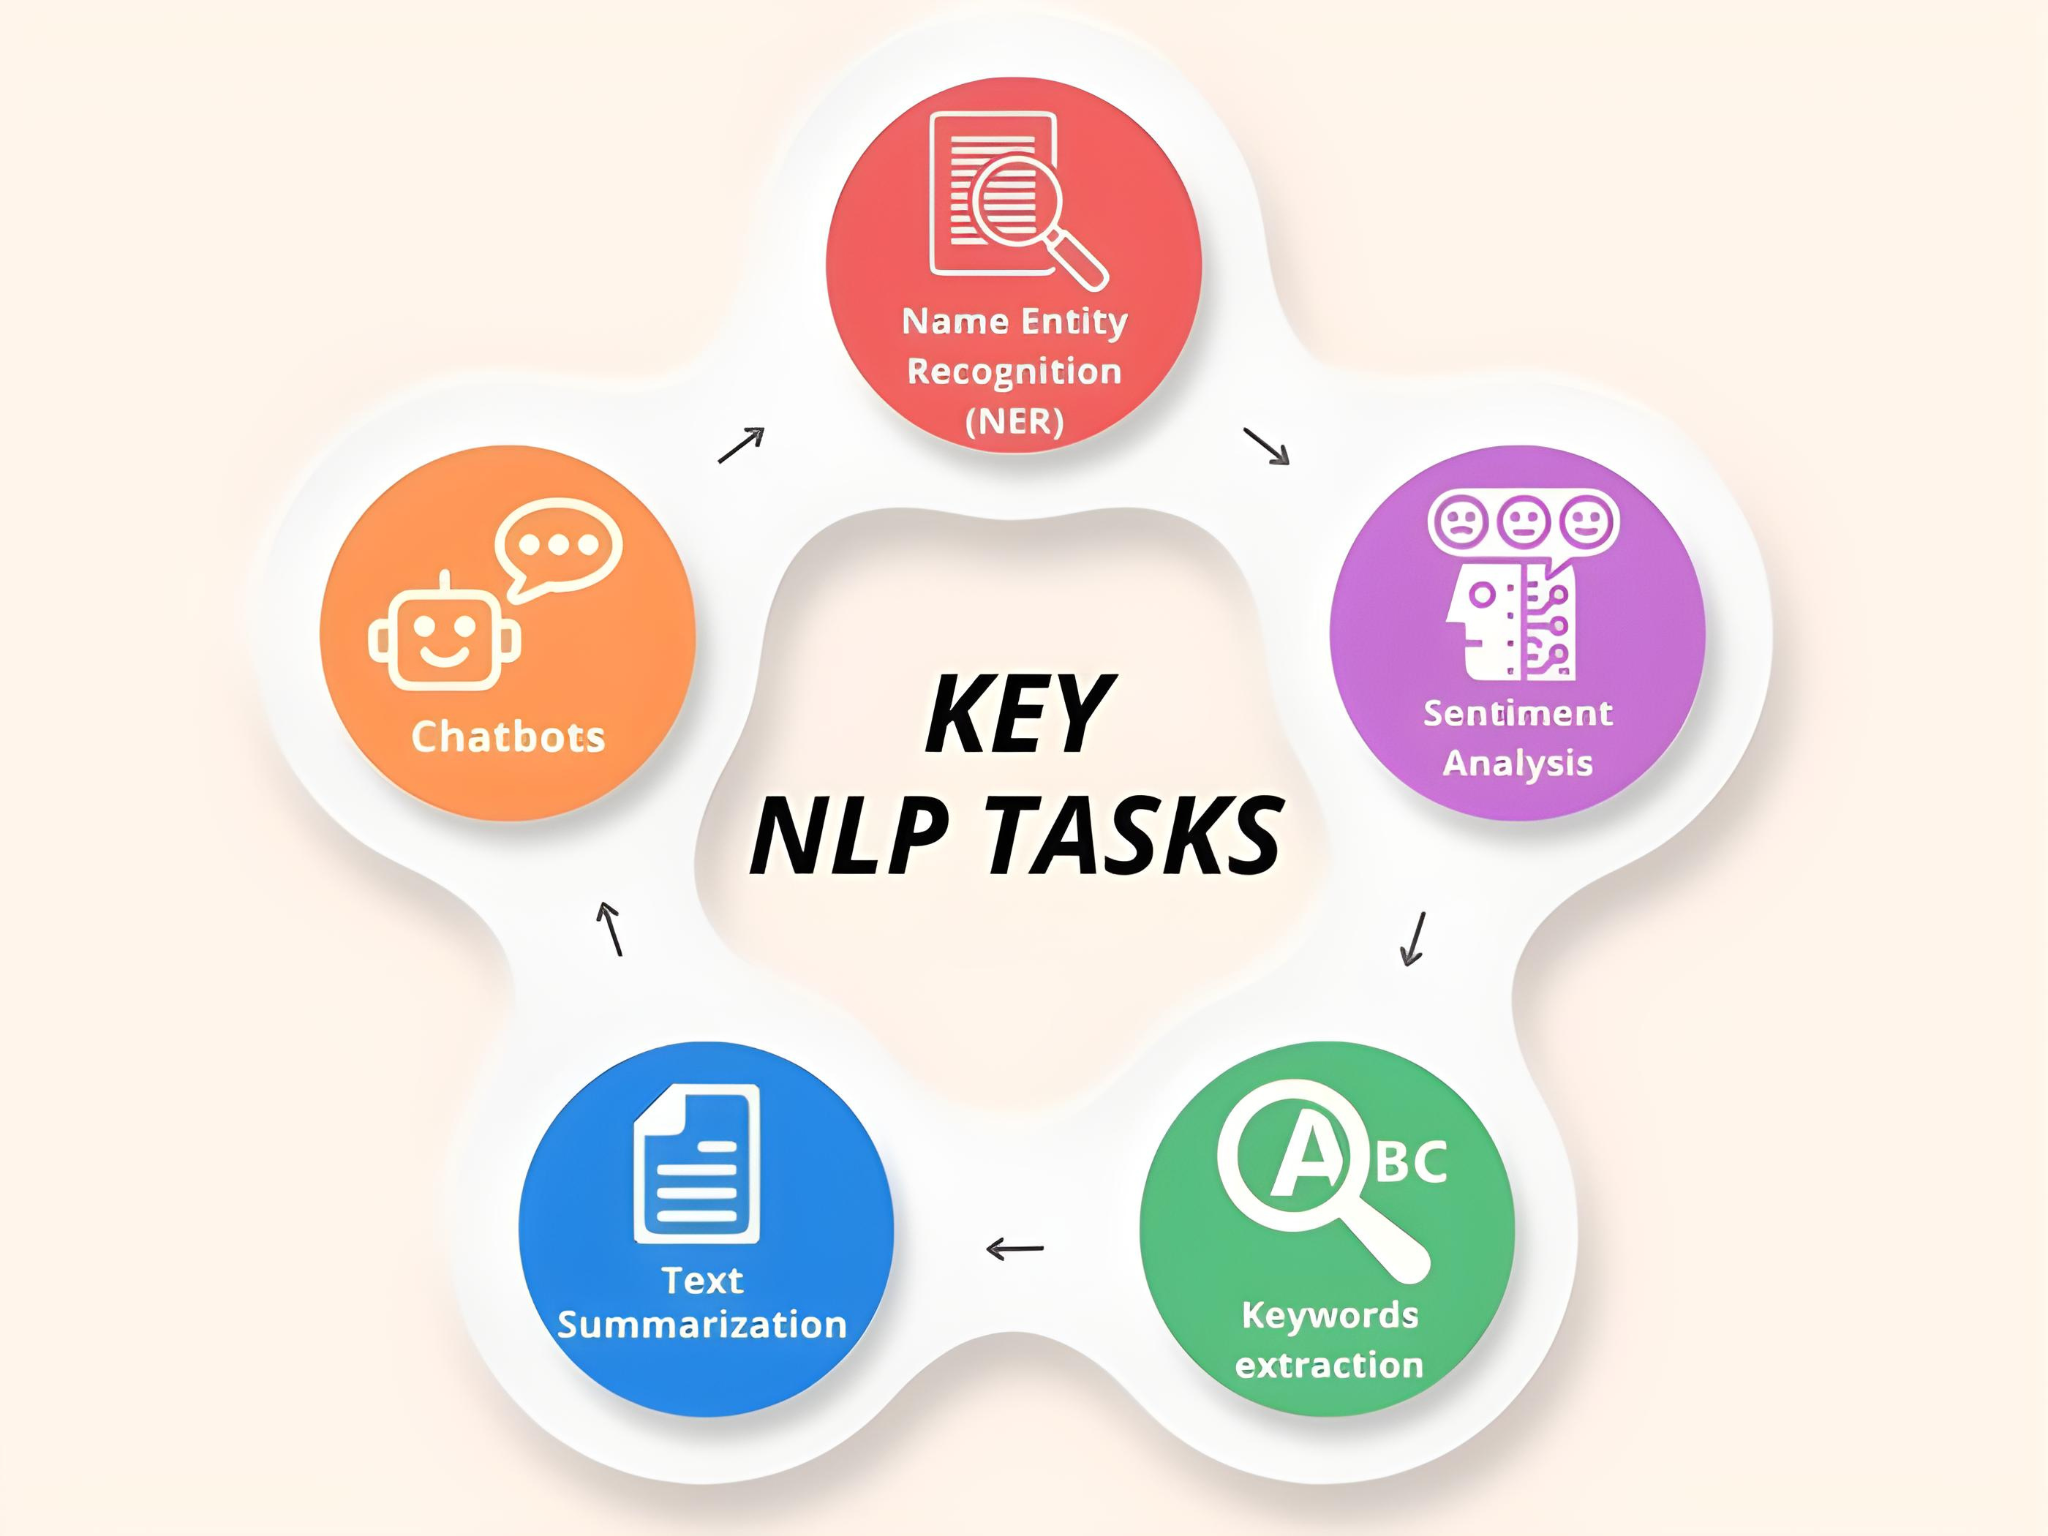 Name Entity
Recognition
(NER)
Chatbots
Sentiment
Analysis
KEY
NLP TASKS
Text
Summarization
ABC
Keywords
extraction